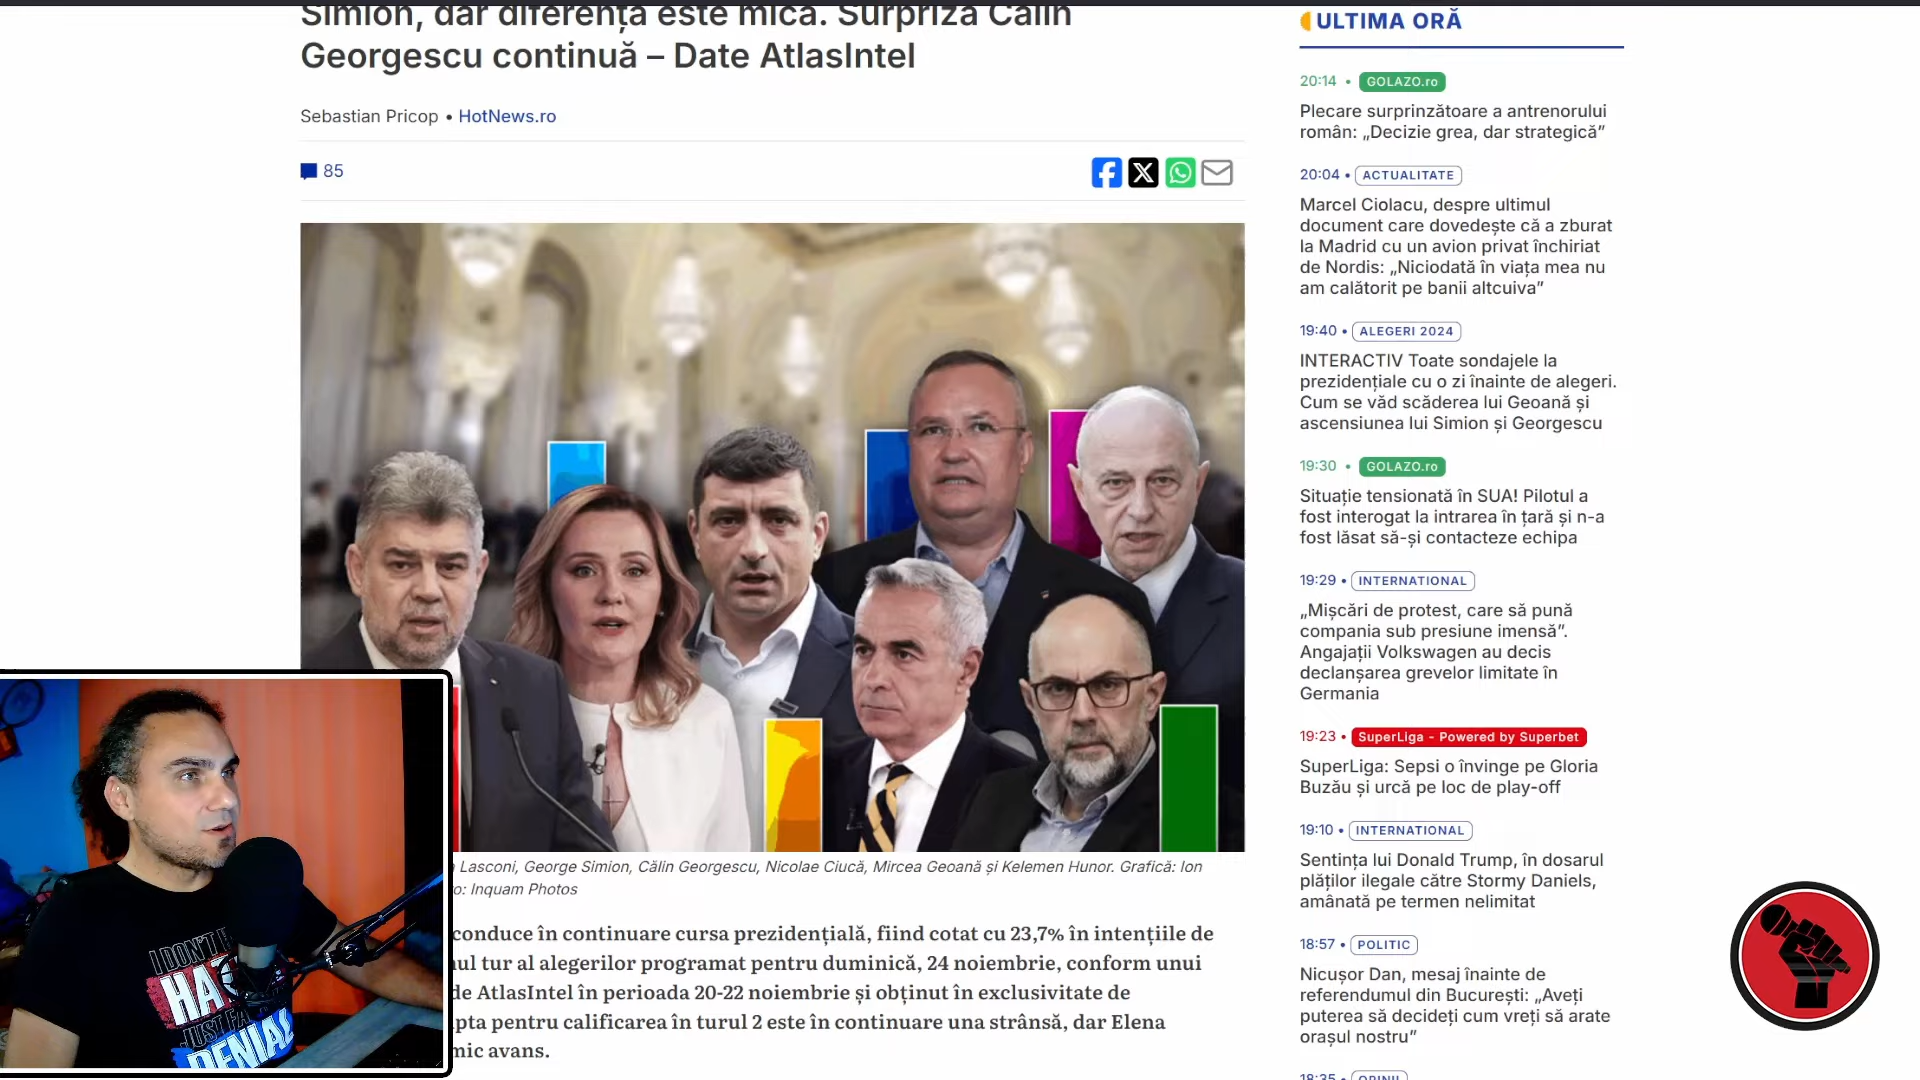 Simion, dar diferența este mică. Surpriza Călin
Georgescu continuă – Date AtlasIntel
Sebastian Pricop • HotNews.ro
85
Lasconi, George Simion, Călin Georgescu, Nicolae Ciucă, Mircea Geoană și Kelemen Hunor. Grafică: Ion
Inquam Photos
conduce în continuare cursa prezidențială, fiind cotat cu 23,7% în intențiile de
tur al alegerilor programat pentru duminică, 24 noiembrie, conform unui
de AtlasIntel în perioada 20-22 noiembrie și obținut în exclusivitate de
pentru calificarea în turul 2 este în continuare una strânsă, dar Elena
mic avans.
ULTIMA ORĂ
20:14 • GOLAZO.ro
Plecare surprinzătoare a antrenorului
român: „Decizie grea, dar strategică”
20:04 • ACTUALITATE
Marcel Ciolacu, despre ultimul
document care dovedește că a zburat
la Madrid cu un avion privat închiriat
de Nordis: „Niciodată în viața mea nu
am călătorit pe banii altcuiva”
19:40 • ALEGERI 2024
INTERACTIV Toate sondajele la
prezidențiale cu o zi înainte de alegeri.
Cum se văd scăderea lui Geoană și
ascensiunea lui Simion și Georgescu
19:30 • GOLAZO.ro
Situație tensionată în SUA! Pilotul a
fost interogat la intrarea în țară și n-a
fost lăsat să-și contacteze echipa
19:29 • INTERNATIONAL
„Mișcări de protest, care să pună
compania sub presiune imensă”.
Angajații Volkswagen au decis
declanșarea grevelor limitate în
Germania
19:23 • SuperLiga - Powered by Superbet
SuperLiga: Sepsi o învinge pe Gloria
Buzău și urcă pe loc de play-off
19:10 • INTERNATIONAL
Sentința lui Donald Trump, în dosarul
plăților ilegale către Stormy Daniels,
amânată pe termen nelimitat
18:57 • POLITIC
Nicușor Dan, mesaj înainte de
referendumul din București: „Aveți
puterea să decideți cum vreți să arate
orașul nostru”
18:35 • OPINII
I DON'T
JUST
DENIAL